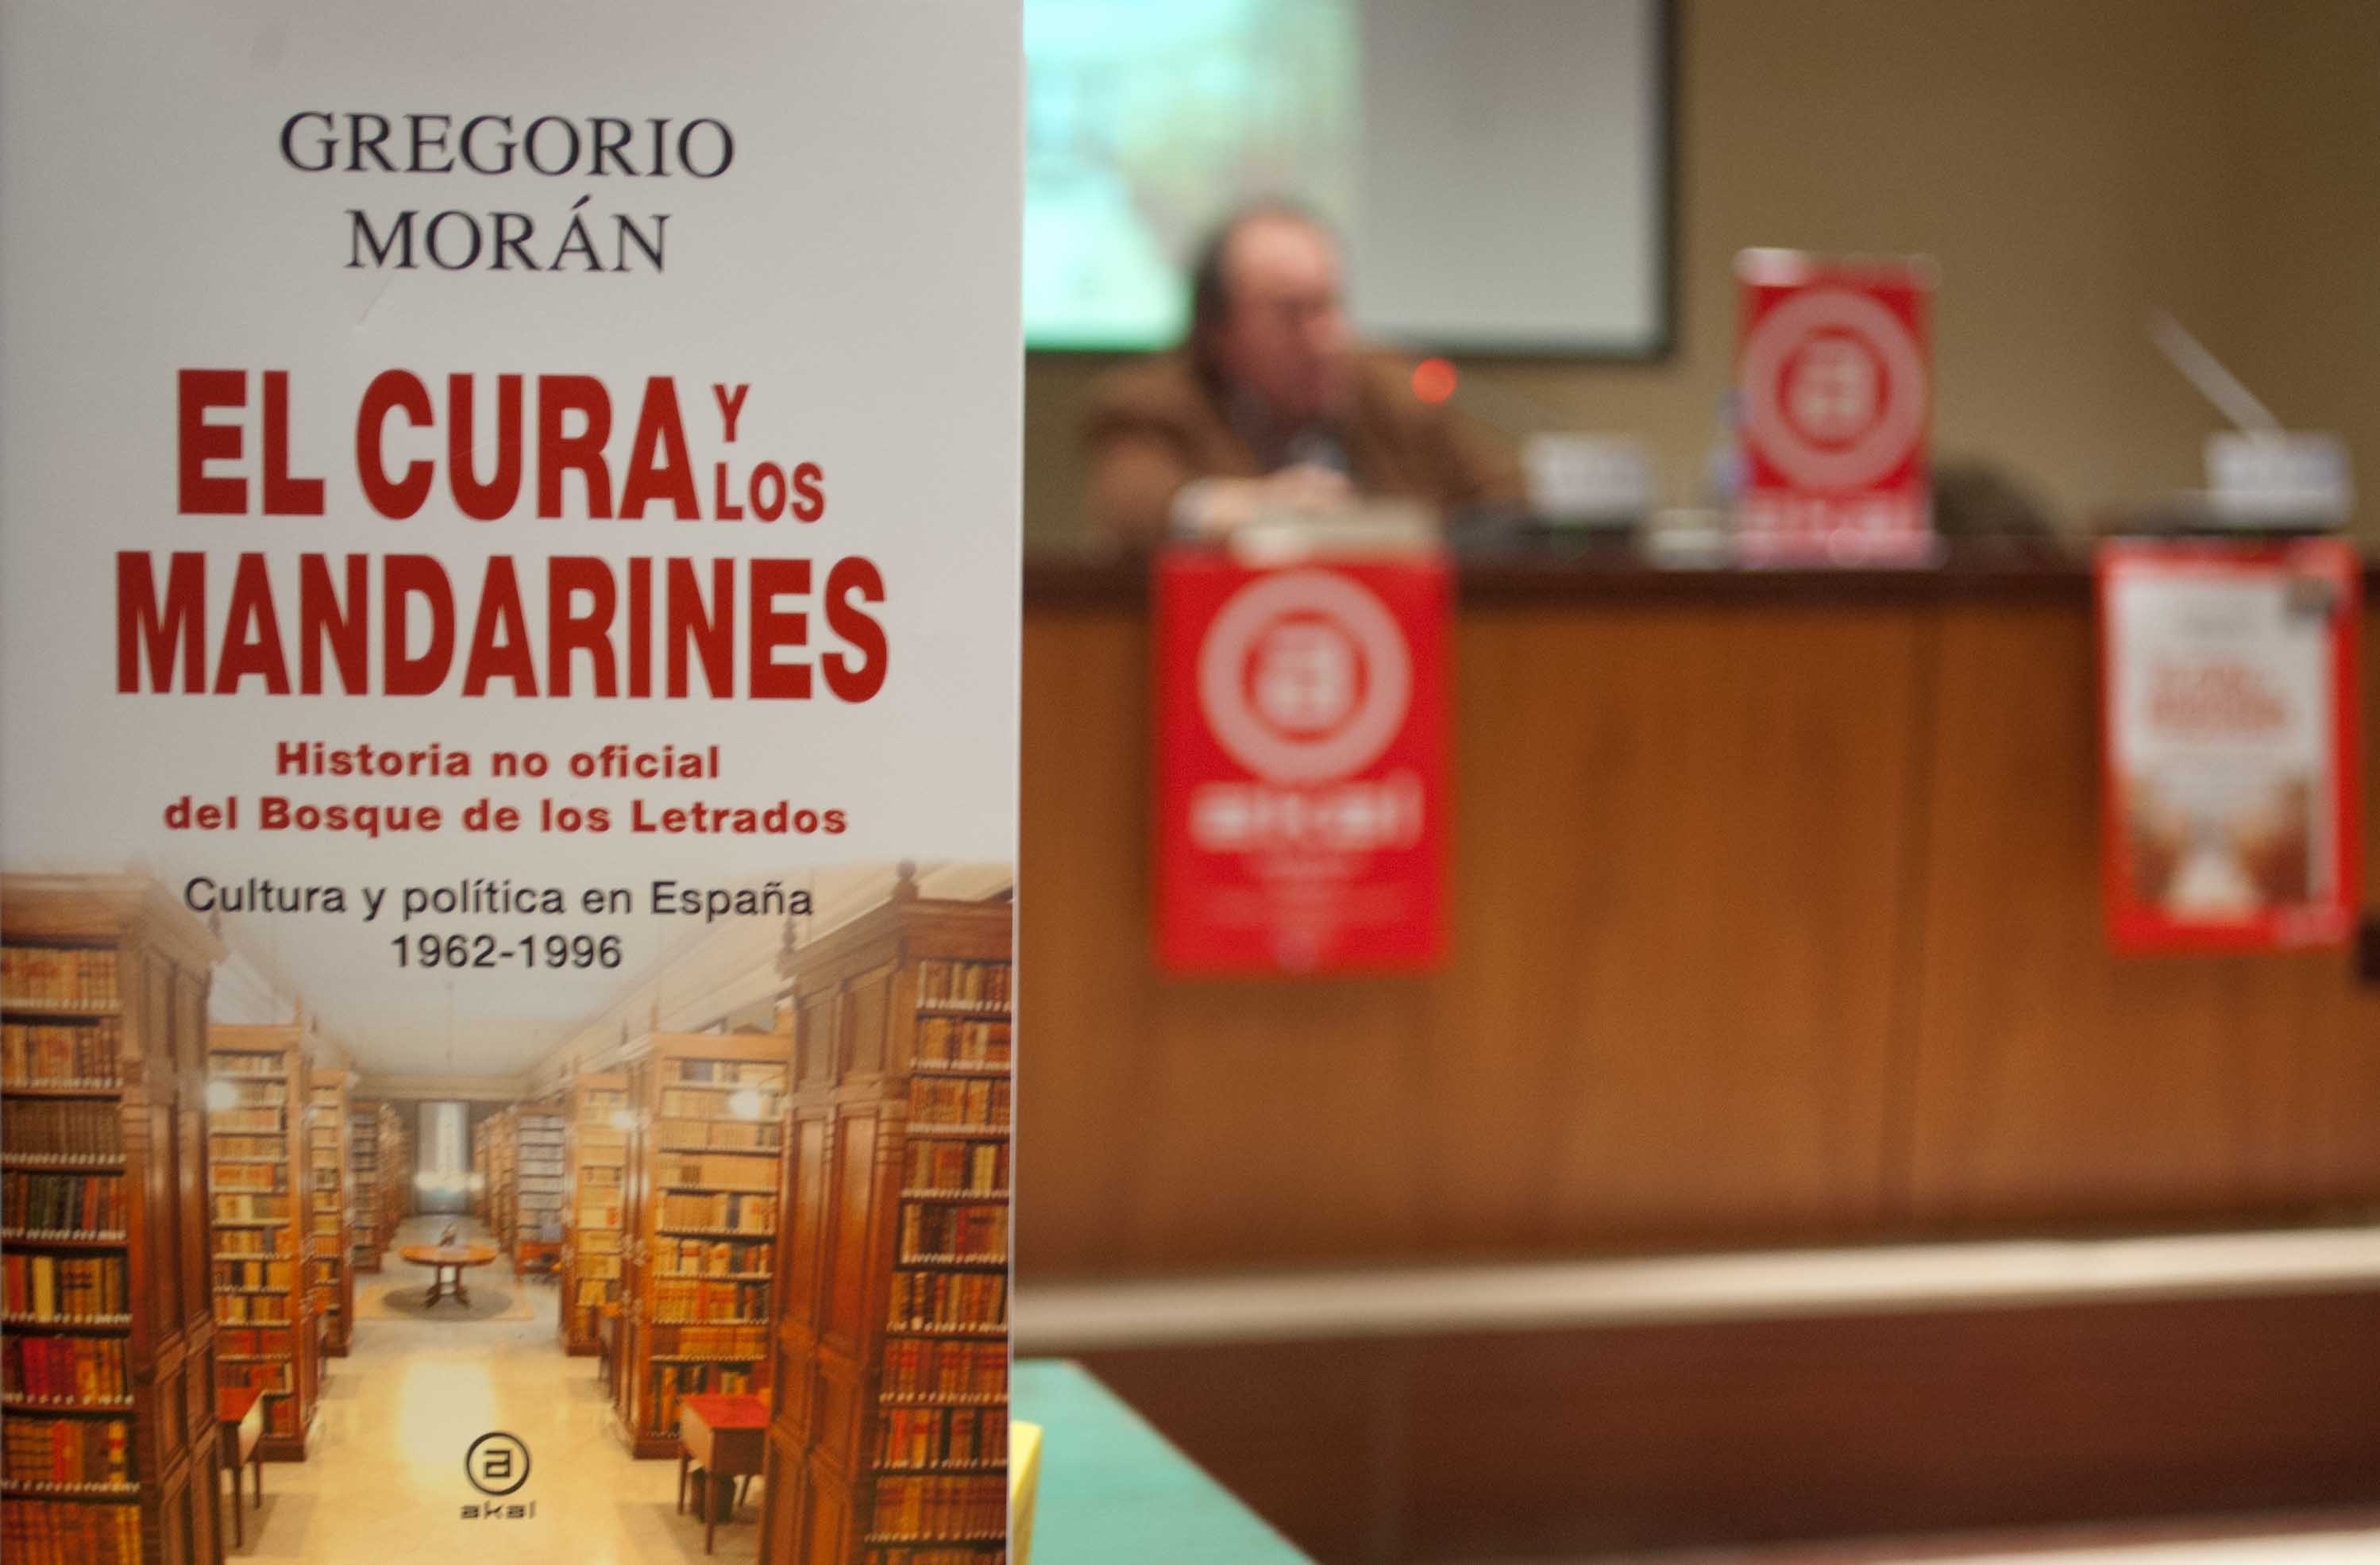 GREGORIO
MORÁN
EL CURA Y LOS
MANDARINES
Historia no oficial
del Bosque de los Letrados
Cultura y política en España
1962-1996
a
akal
a
a
akal